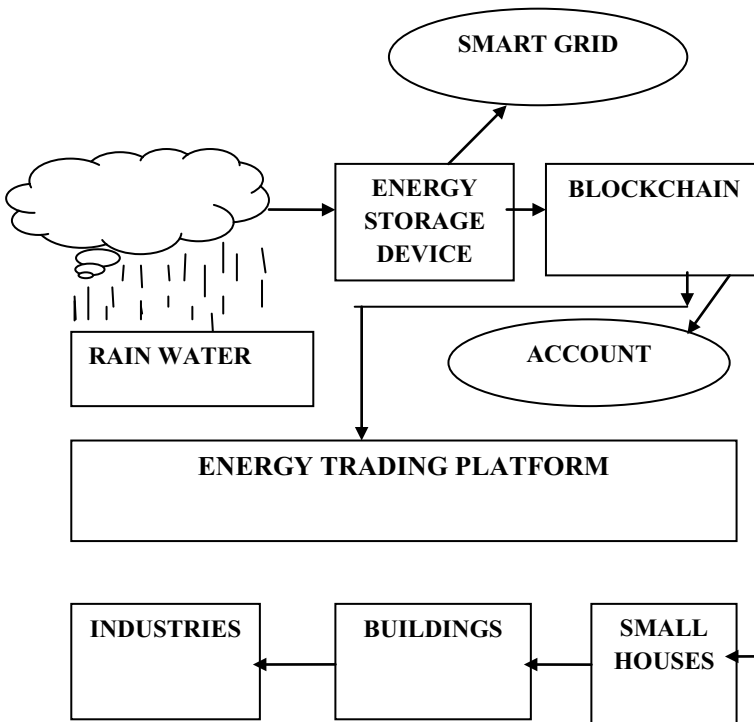 SMART GRID
ENERGY
STORAGE
DEVICE
BLOCKCHAIN
RAIN WATER
ACCOUNT
ENERGY TRADING PLATFORM
INDUSTRIES
BUILDINGS
SMALL
HOUSES